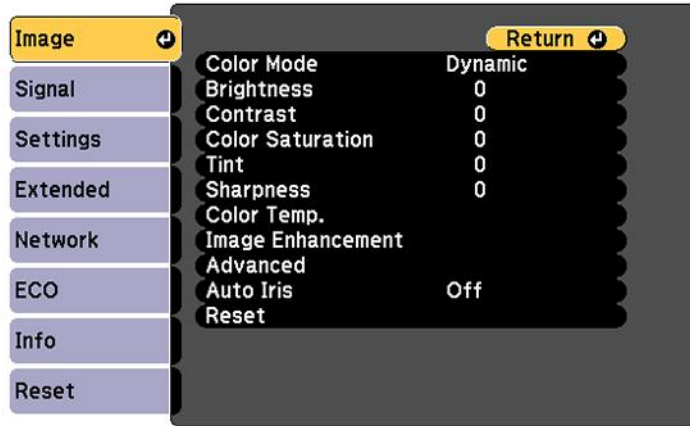 Image
Signal
Settings
Extended
Network
ECO
Info
Reset
Return
Color Mode Dynamic
Brightness 0
Contrast 0
Color Saturation 0
Tint 0
Sharpness 0
Color Temp.
Image Enhancement
Advanced
Auto Iris Off
Reset